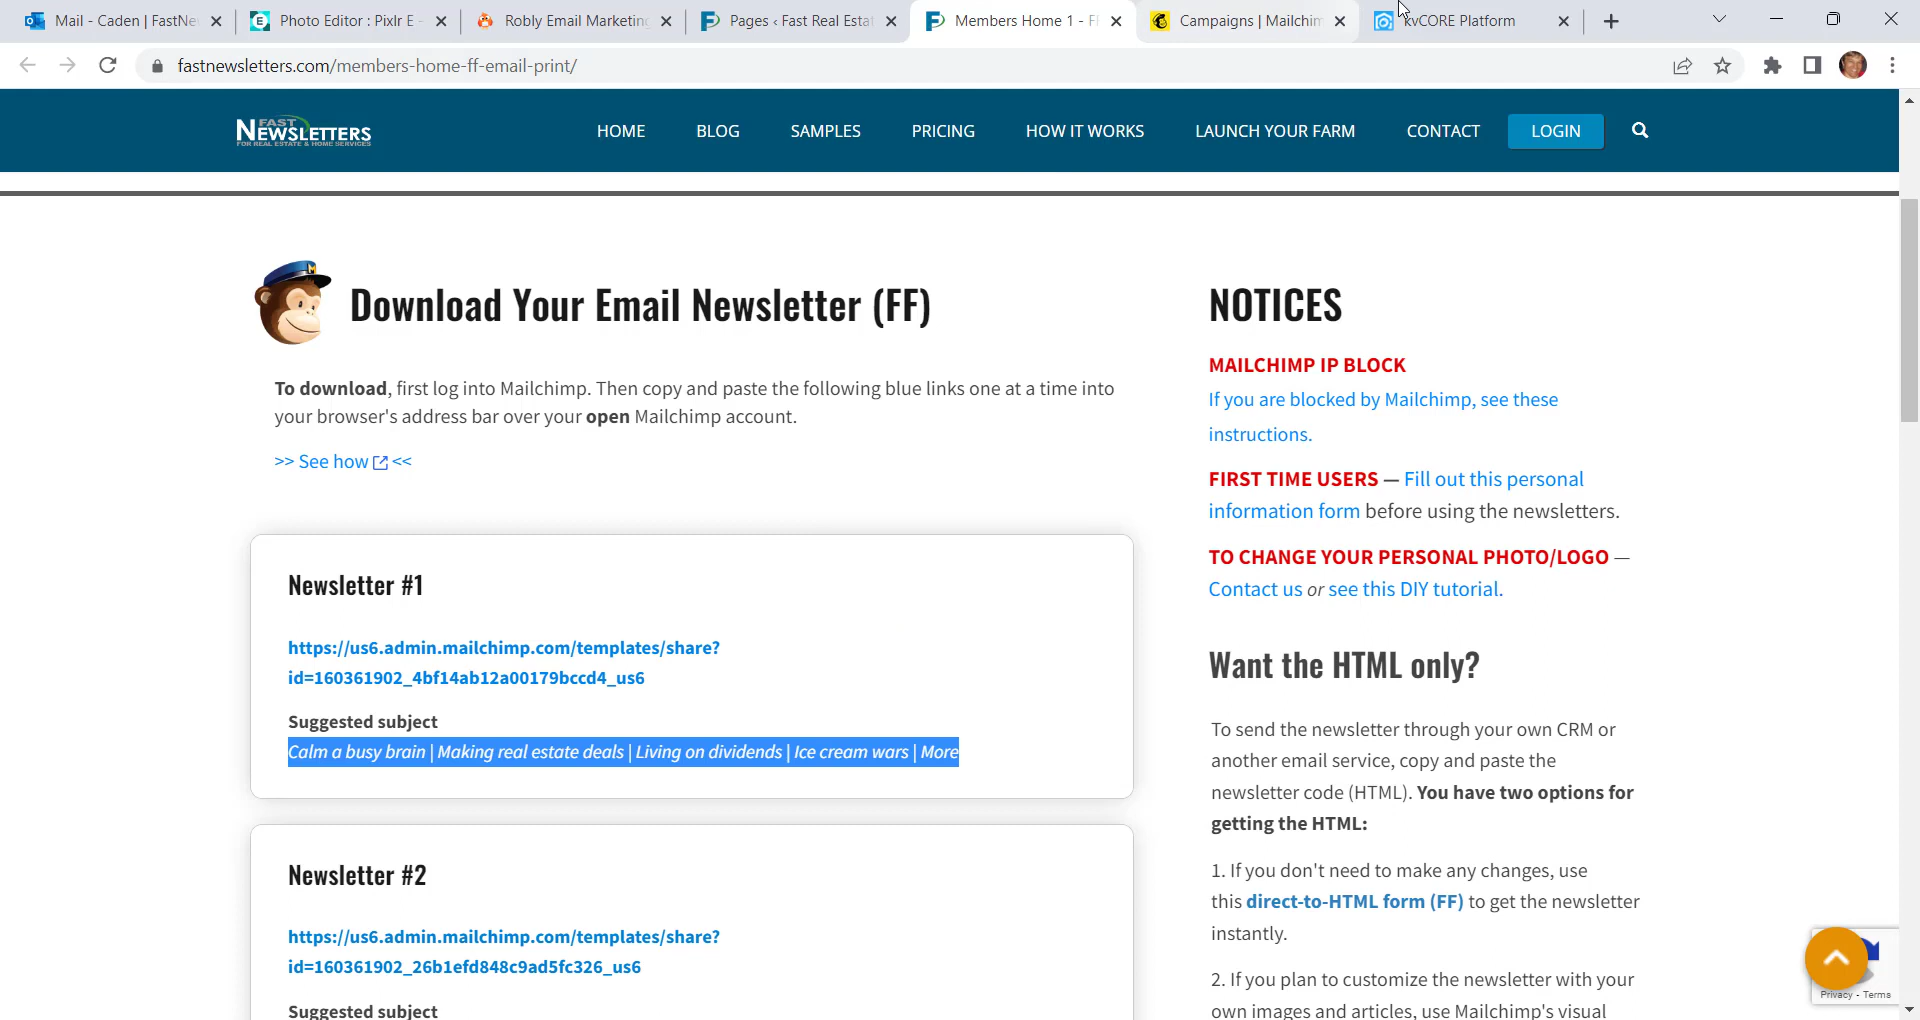 Mail - Caden | FastNe
Photo Editor : Pixlr E -
Robly Email Marketing
Pages ‹ Fast Real Estat
Members Home 1 - F
Campaigns | Mailchim
kvCORE Platform
fastnewsletters.com/members-home-ff-email-print/
FAST
NEWSLETTERS
FOR REAL ESTATE & HOME SERVICES
HOME
BLOG
SAMPLES
PRICING
HOW IT WORKS
LAUNCH YOUR FARM
CONTACT
LOGIN
Download Your Email Newsletter (FF)
To download, first log into Mailchimp. Then copy and paste the following blue links one at a time into
your browser's address bar over your open Mailchimp account.
>> See how <<
Newsletter #1
https://us6.admin.mailchimp.com/templates/share?
id=160361902_4bf14ab12a00179bccd4_us6
Suggested subject
Calm a busy brain | Making real estate deals | Living on dividends | Ice cream wars | More
Newsletter #2
https://us6.admin.mailchimp.com/templates/share?
id=160361902_26b1efd848c9ad5fc326_us6
Suggested subject
NOTICES
MAILCHIMP IP BLOCK
If you are blocked by Mailchimp, see these
instructions.
FIRST TIME USERS — Fill out this personal
information form before using the newsletters.
TO CHANGE YOUR PERSONAL PHOTO/LOGO —
Contact us or see this DIY tutorial.
Want the HTML only?
To send the newsletter through your own CRM or
another email service, copy and paste the
newsletter code (HTML). You have two options for
getting the HTML:
1. If you don't need to make any changes, use
this direct-to-HTML form (FF) to get the newsletter
instantly.
2. If you plan to customize the newsletter with your
own images and articles, use Mailchimp's visual
Privacy - Terms